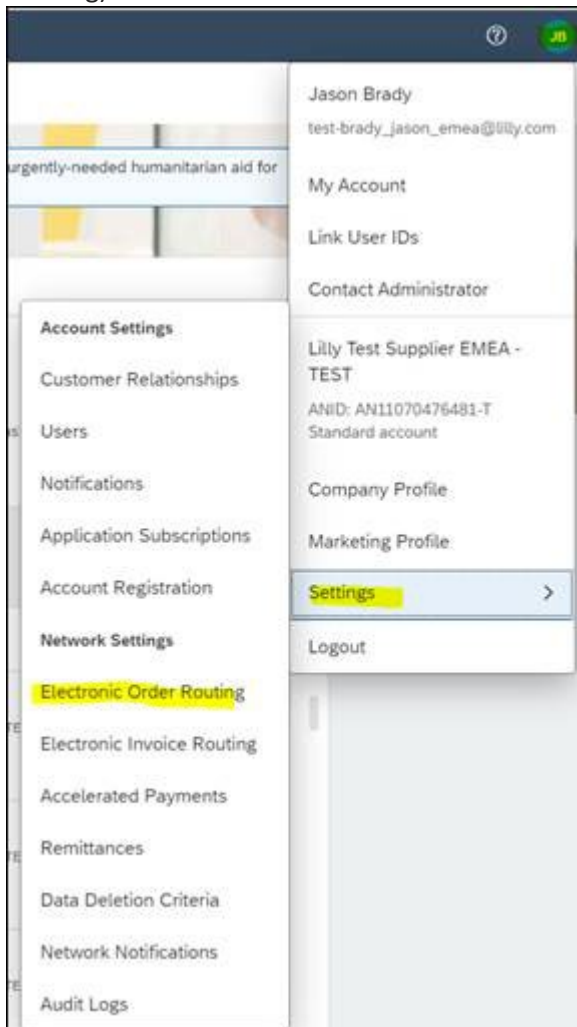 JB
Jason Brady
test-brady_jason_emea@lilly.com
urgently-needed humanitarian aid for
My Account
Link User IDs
Contact Administrator
Lilly Test Supplier EMEA -
TEST
ANID: AN11070476481-T
Standard account
Company Profile
Marketing Profile
Settings
Logout
Account Settings
Customer Relationships
Users
Notifications
Application Subscriptions
Account Registration
Network Settings
Electronic Order Routing
Electronic Invoice Routing
Accelerated Payments
Remittances
Data Deletion Criteria
Network Notifications
Audit Logs